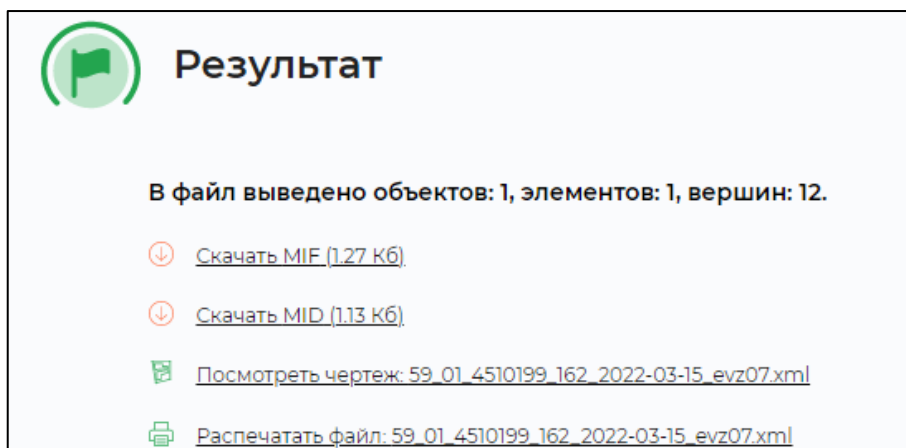 Результат
В файл выведено объектов: 1, элементов: 1, вершин: 12.
Скачать MIF (1.27 Кб)
Скачать MID (1.13 Кб)
Посмотреть чертеж: 59_01_4510199_162_2022-03-15_evz07.xml
Распечатать файл: 59_01_4510199_162_2022-03-15_evz07.xml